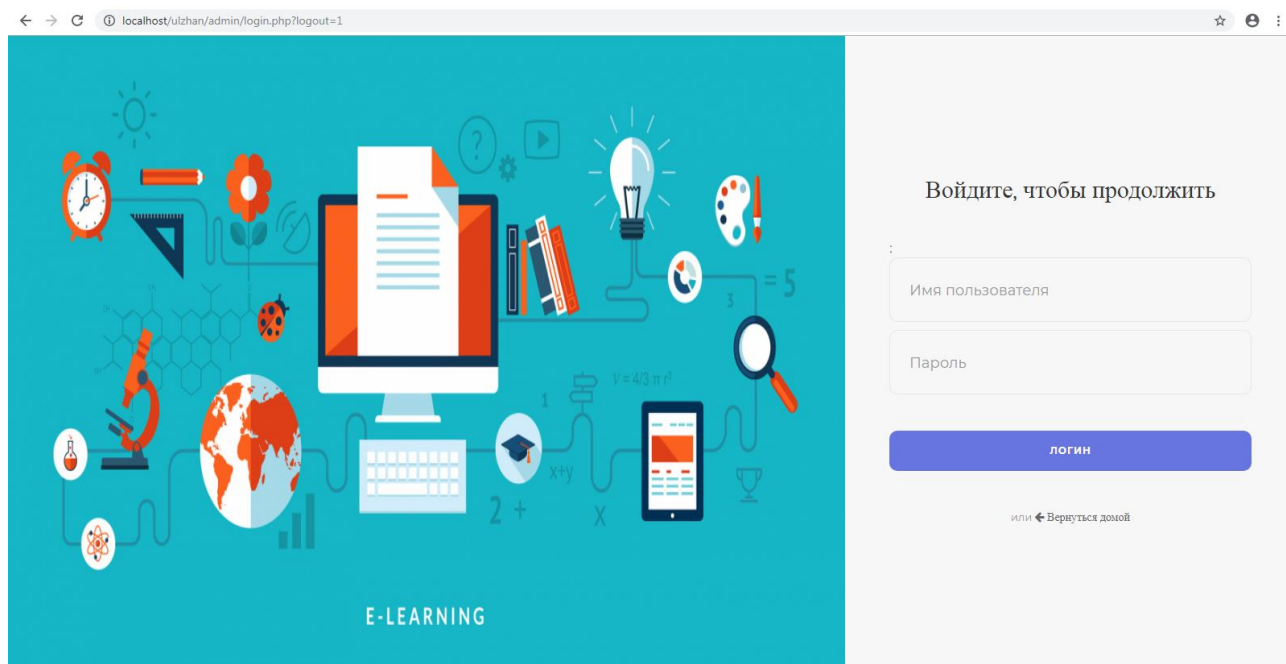 localhost/ulzhan/admin/login.php?logout=1
?
= 5
3
V = 4/3 π r³
1
x+y
2 +
X
E-LEARNING
Войдите, чтобы продолжить
:
Имя пользователя
Пароль
ЛОГИН
или Вернуться домой